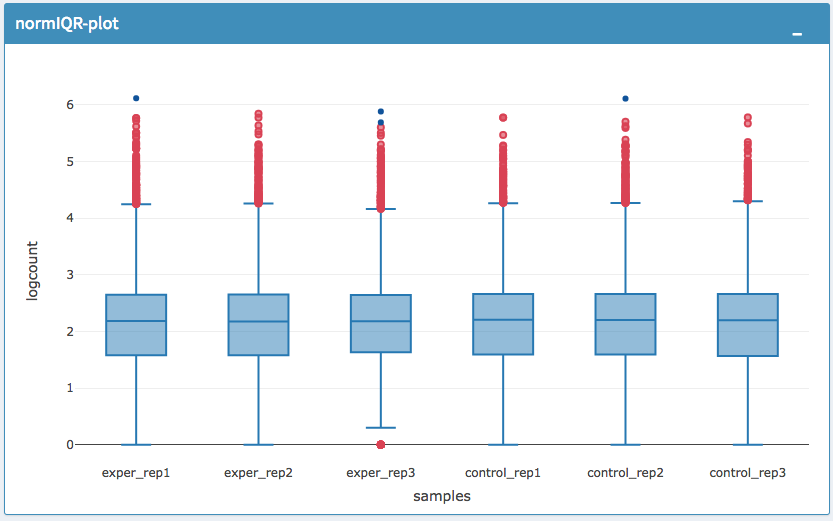 normIQR-plot
–
6
5
4
3
2
1
0
logcount
exper_rep1 exper_rep2 exper_rep3 control_rep1 control_rep2 control_rep3
samples